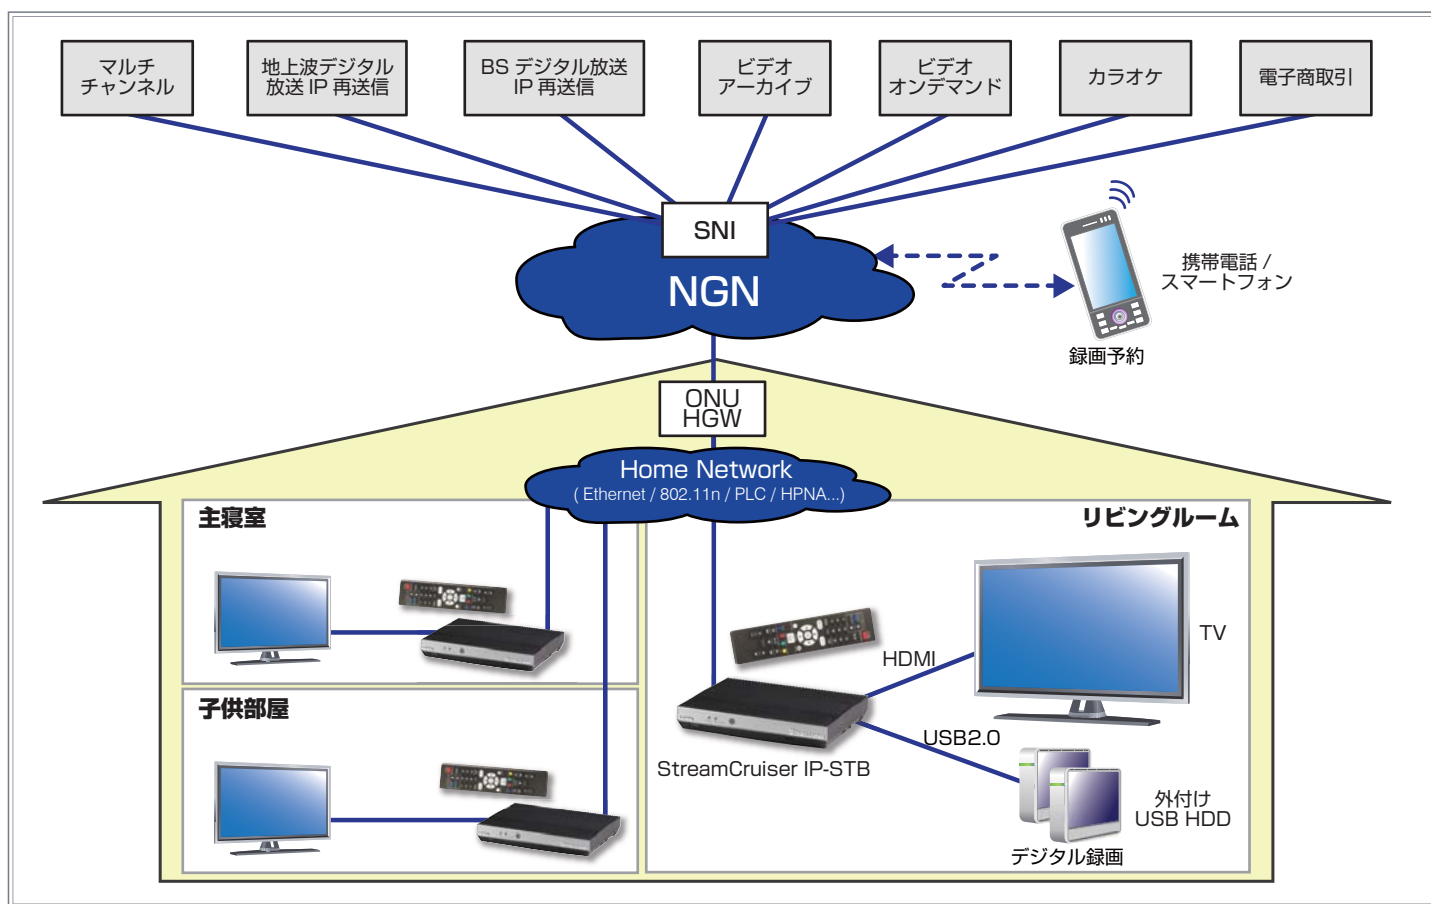 マルチ
チャンネル
地上波デジタル
放送 IP 再送信
BS デジタル放送
IP 再送信
ビデオ
アーカイブ
ビデオ
オンデマンド
カラオケ
電子商取引
SNI
NGN
携帯電話 /
スマートフォン
録画予約
ONU
HGW
Home Network
( Ethernet / 802.11n / PLC / HPNA...)
主寝室
リビングルーム
HDMI
TV
子供部屋
USB2.0
StreamCruiser IP-STB
外付け
USB HDD
デジタル録画